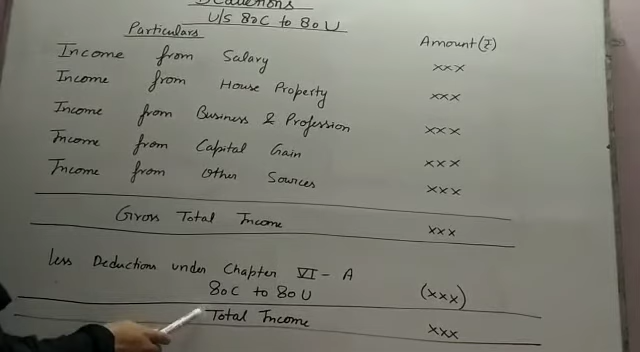 Deductions
U/S 80C to 80U
Particulars Amount (₹)
Income from Salary xxx
Income from House Property xxx
Income from Business & Profession xxx
Income from Capital Gain xxx
Income from Other Sources xxx
Gross Total Income xxx
less Deduction under Chapter VI-A
80C to 80U (xxx)
Total Income xxx